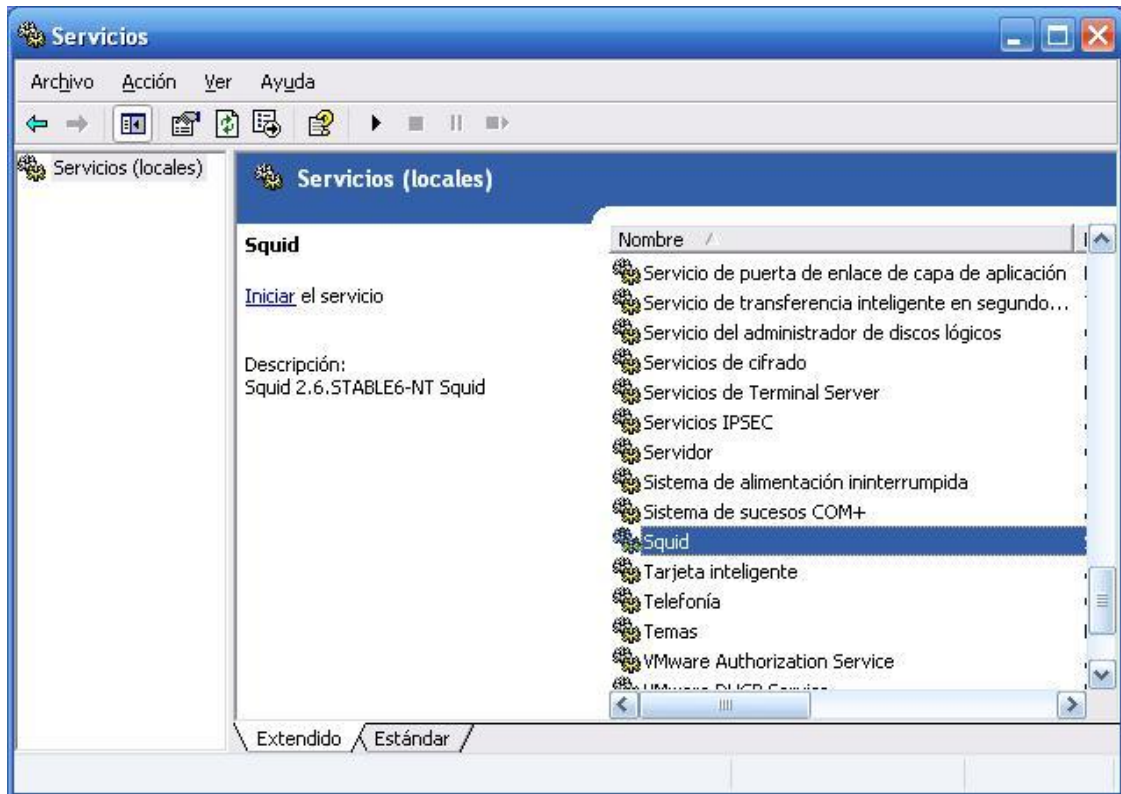 Servicios
Archivo Acción Ver Ayuda
Servicios (locales)
Servicios (locales)
Squid
Iniciar el servicio
Descripción:
Squid 2.6.STABLE6-NT Squid
Nombre
Servicio de puerta de enlace de capa de aplicación
Servicio de transferencia inteligente en segundo...
Servicio del administrador de discos lógicos
Servicios de cifrado
Servicios de Terminal Server
Servicios IPSEC
Servidor
Sistema de alimentación ininterrumpida
Sistema de sucesos COM+
Squid
Tarjeta inteligente
Telefonía
Temas
VMware Authorization Service
VMware DHCP Service
Extendido Estándar